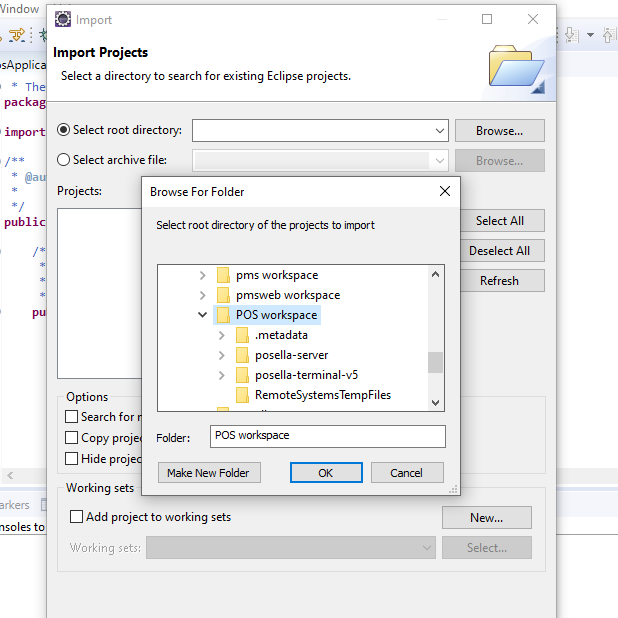 Window
Import
Import Projects
Select a directory to search for existing Eclipse projects.
* The
packag
import
/**
* @au
*
*/
public
/*
*
*
*
pu
Select root directory:
Browse...
Select archive file:
Browse...
Projects:
Select All
Deselect All
Refresh
Browse For Folder
Select root directory of the projects to import
pms workspace
pmsweb workspace
POS workspace
.metadata
posella-server
posella-terminal-v5
RemoteSystemsTempFiles
Folder:
POS workspace
Make New Folder
OK
Cancel
Options
Search for
Copy projec
Hide projec
Working sets
Add project to working sets
New...
Working sets:
Select...
arkers
nsoles to